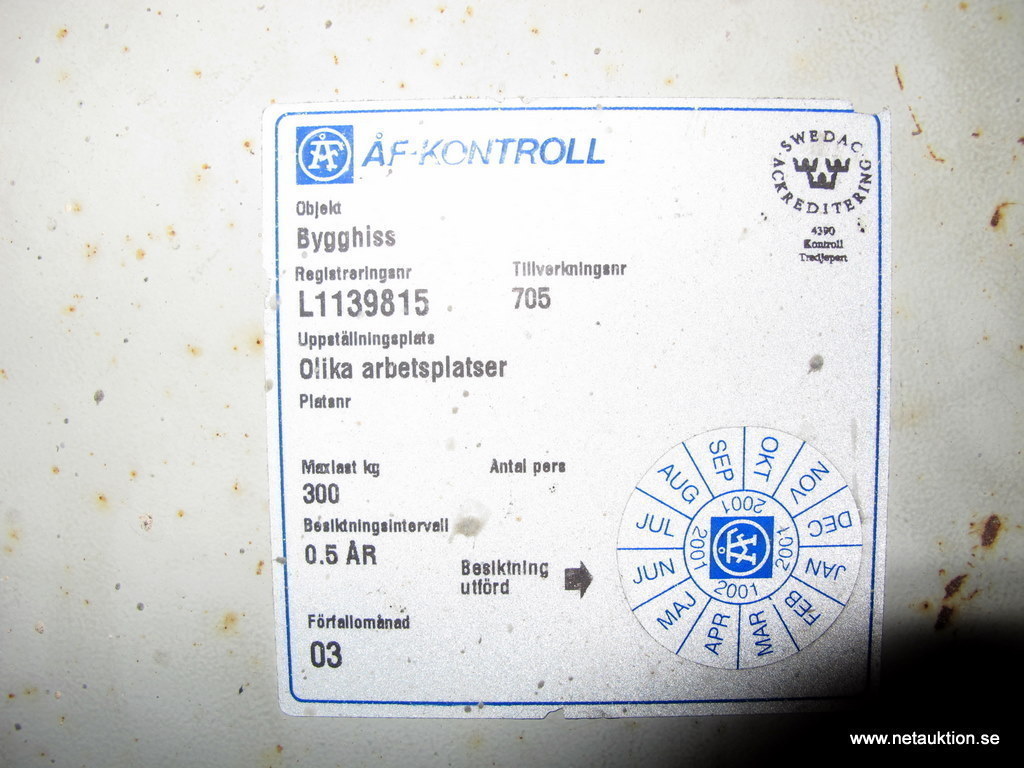 ÅF ÅF-KONTROLL
SWEDAC
ACKREDITERING
4390
Kontroll
Tredjepart
Objekt
Bygghiss
Registreringsnr Tillverkningsnr
L1139815 705
Uppställningsplats
Olika arbetsplatser
Platsnr
Maxlast kg Antal pers
300
Besiktningsintervall
0.5 ÅR
Besiktning
utförd
Förfallomånad
03
JAN FEB MAR APR MAJ JUN JUL AUG SEP OKT NOV DEC
2001 2001 2001 2001
ÅF
www.netauktion.se